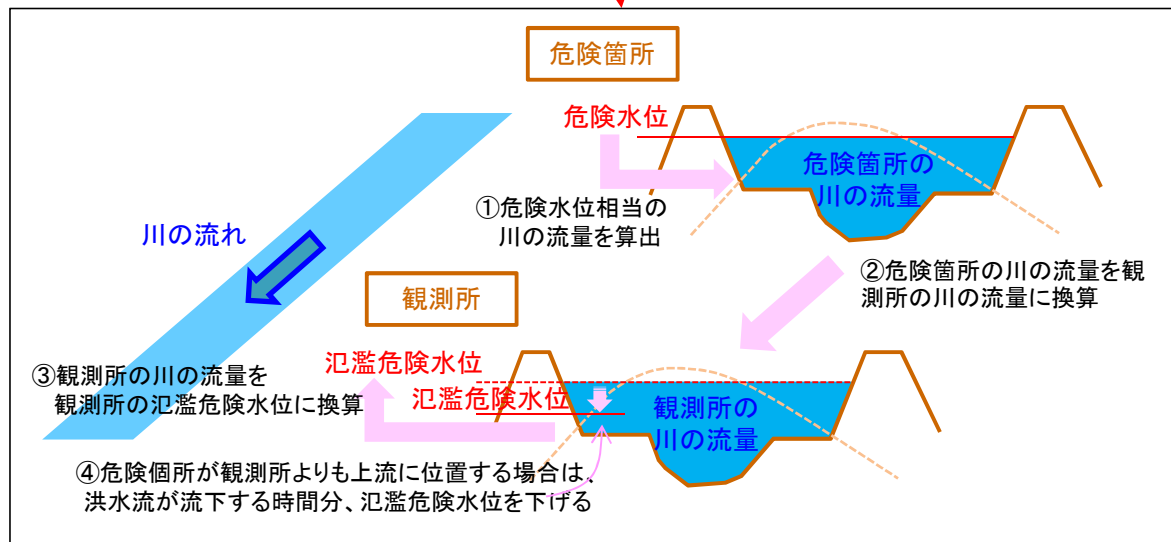 危険箇所
危険水位
危険箇所の
川の流量
①危険水位相当の
川の流量を算出
川の流れ
②危険箇所の川の流量を観
測所の川の流量に換算
観測所
氾濫危険水位
③観測所の川の流量を
観測所の氾濫危険水位に換算
氾濫危険水位
観測所の
川の流量
④危険個所が観測所よりも上流に位置する場合は、
洪水流が流下する時間分、氾濫危険水位を下げる